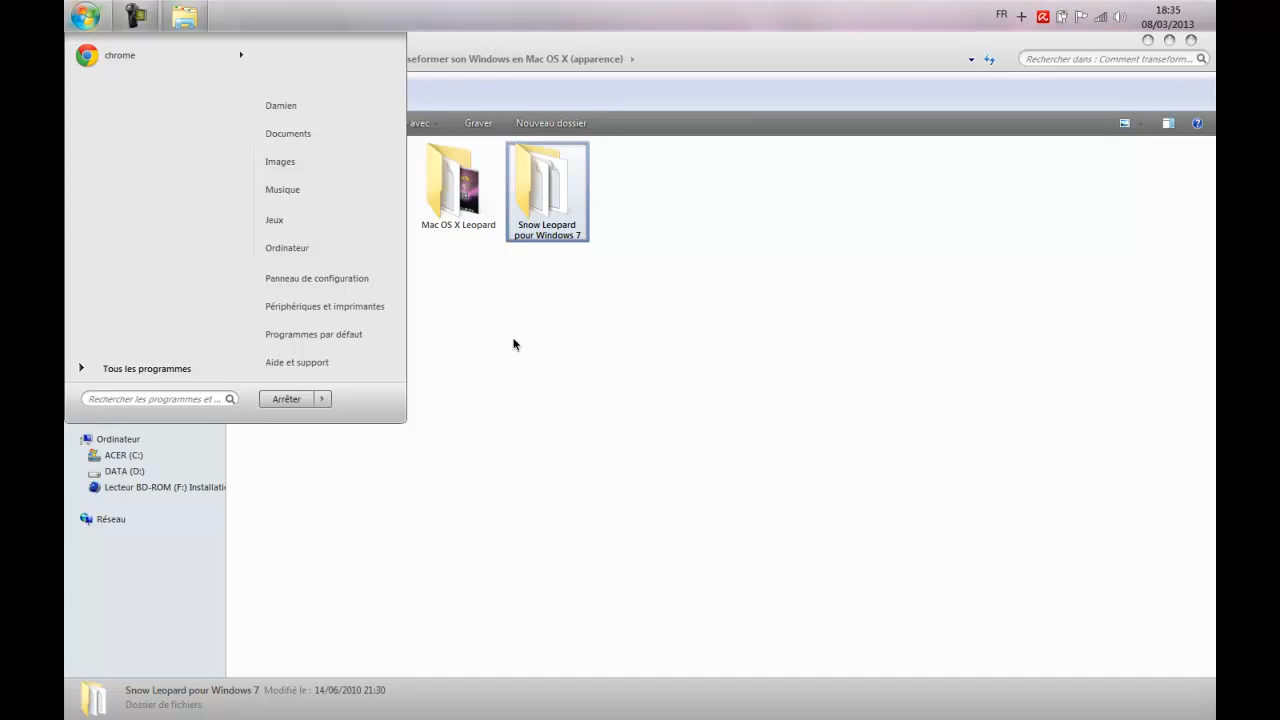 FR
18:35
08/03/2013
chrome
seformer son Windows en Mac OS X (apparence)
Rechercher dans : Comment transeform...
avec
Graver
Nouveau dossier
Damien
Documents
Images
Musique
Jeux
Ordinateur
Panneau de configuration
Périphériques et imprimantes
Programmes par défaut
Aide et support
Tous les programmes
Rechercher les programmes et ...
Arrêter
Mac OS X Leopard
Snow Leopard
pour Windows 7
Ordinateur
ACER (C:)
DATA (D:)
Lecteur BD-ROM (F:) Installati
Réseau
Snow Leopard pour Windows 7 Modifié le : 14/06/2010 21:30
Dossier de fichiers